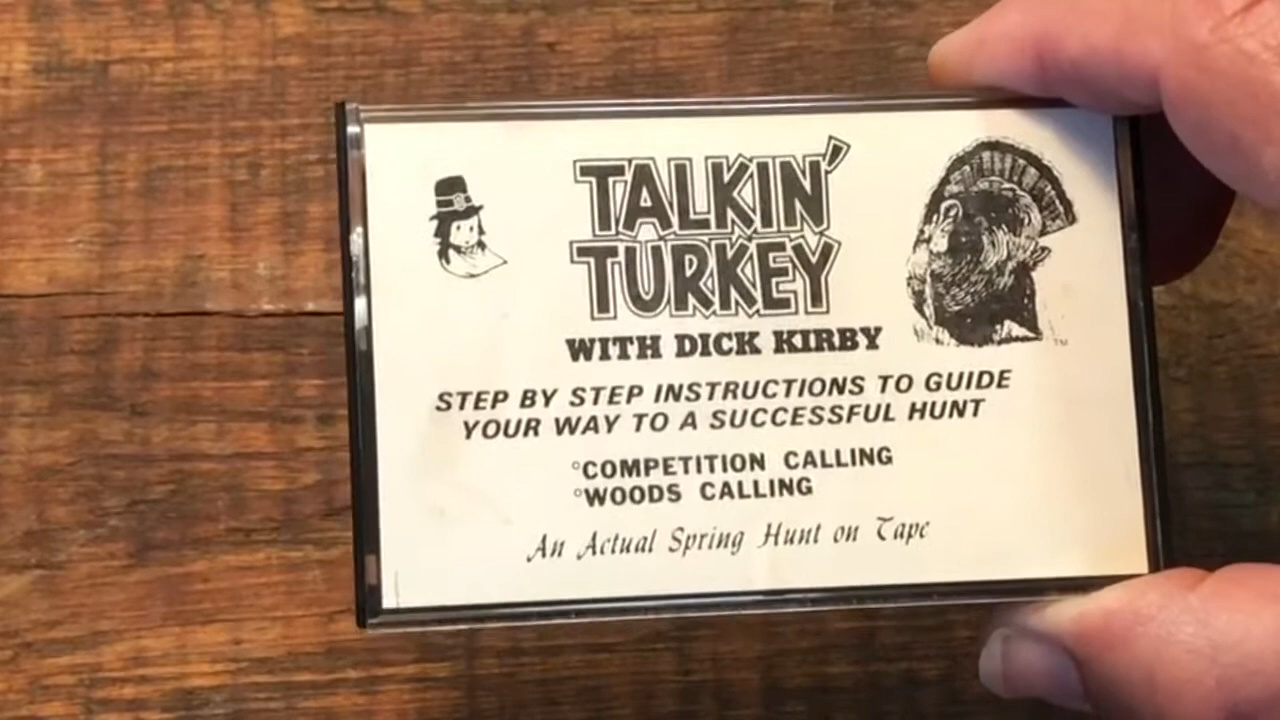 TALKIN'
TURKEY
WITH DICK KIRBY
STEP BY STEP INSTRUCTIONS TO GUIDE
YOUR WAY TO A SUCCESSFUL HUNT
°COMPETITION CALLING
°WOODS CALLING
An Actual Spring Hunt on Tape
TM